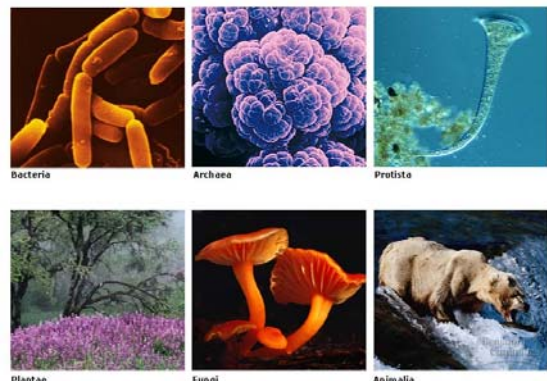 Bacteria
Archaea
Protista
Plantae
Fungi
Animalia